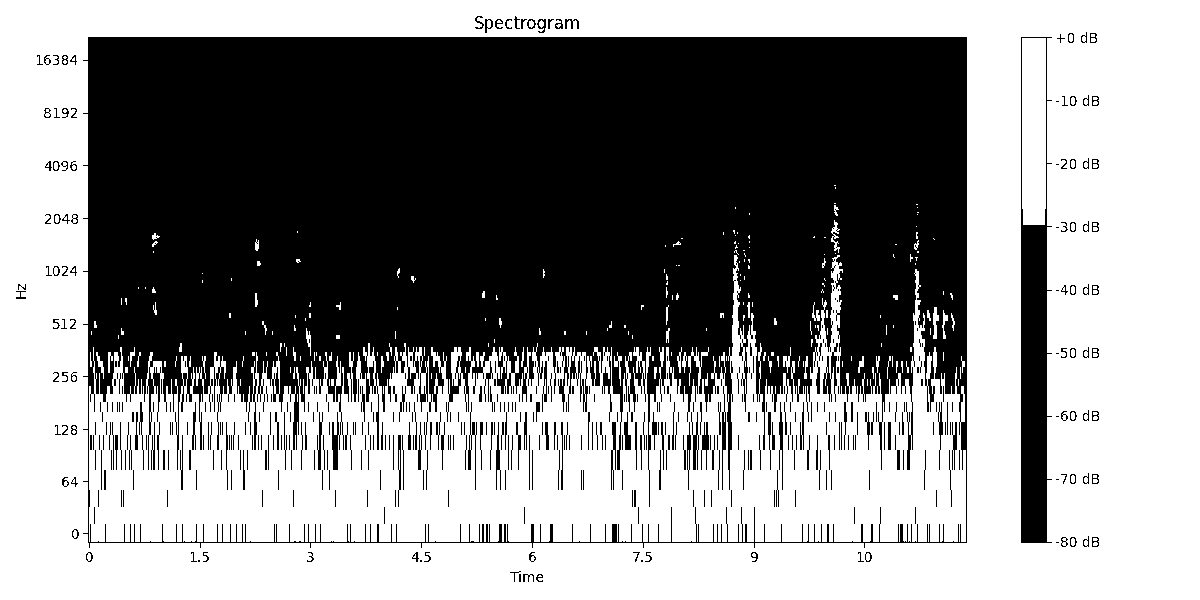 Spectrogram
Hz
16384
8192
4096
2048
1024
512
256
128
64
0
0 1.5 3 4.5 6 7.5 9 10
Time
+0 dB
-10 dB
-20 dB
-30 dB
-40 dB
-50 dB
-60 dB
-70 dB
-80 dB